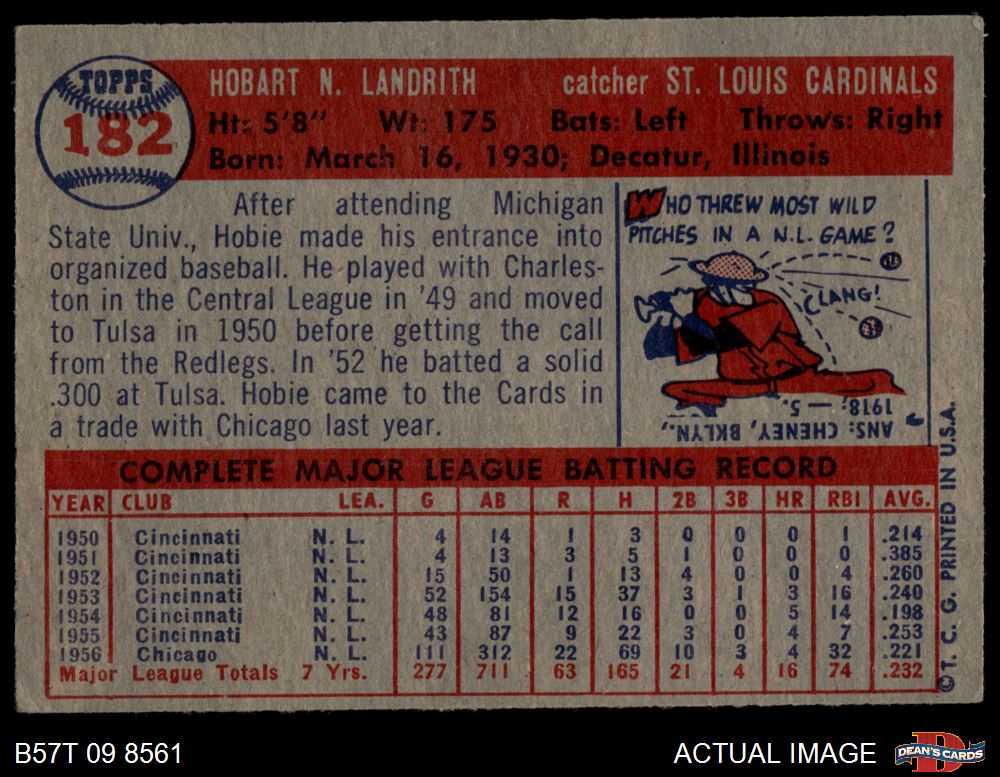 TOPPS
182
HOBART N. LANDRITH catcher ST. LOUIS CARDINALS
Ht: 5'8" Wt: 175 Bats: Left Throws: Right
Born: March 16, 1930; Decatur, Illinois
After attending Michigan
State Univ., Hobie made his entrance into
organized baseball. He played with Charles-
ton in the Central League in '49 and moved
to Tulsa in 1950 before getting the call
from the Redlegs. In '52 he batted a solid
.300 at Tulsa. Hobie came to the Cards in
a trade with Chicago last year.
WHO THREW MOST WILD
PITCHES IN A N.L. GAME?
CLANG!
ANS: CHENEY, BKLYN.,
1918: — 5.
COMPLETE MAJOR LEAGUE BATTING RECORD
YEAR CLUB LEA. G AB R H 2B 3B HR RBI AVG.
1950 Cincinnati N. L. 4 14 1 3 0 0 0 1 .214
1951 Cincinnati N. L. 4 13 3 5 1 0 0 0 .385
1952 Cincinnati N. L. 15 50 1 13 4 0 0 4 .260
1953 Cincinnati N. L. 52 154 15 37 3 1 3 16 .240
1954 Cincinnati N. L. 48 81 12 16 0 0 5 14 .198
1955 Cincinnati N. L. 43 87 9 22 3 0 4 7 .253
1956 Chicago N. L. 111 312 22 69 10 3 4 32 .221
Major League Totals 7 Yrs. 277 711 63 165 21 4 16 74 .232
©T. C. G. PRINTED IN U.S.A.
B57T 09 8561
ACTUAL IMAGE
DEAN'S CARDS